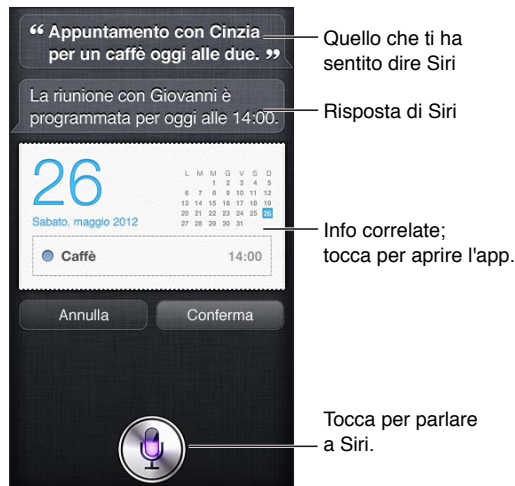 “ Appuntamento con Cinzia
per un caffè oggi alle due. ”
Quello che ti ha
sentito dire Siri
La riunione con Giovanni è
programmata per oggi alle 14:00.
Risposta di Siri
26
Sabato, maggio 2012
L M M G V S D
1 2 3 4 5
6 7 8 9 10 11 12
13 14 15 16 17 18 19
20 21 22 23 24 25 26
27 28 29 30 31
Caffè 14:00
Info correlate;
tocca per aprire l'app.
Annulla Conferma
Tocca per parlare
a Siri.